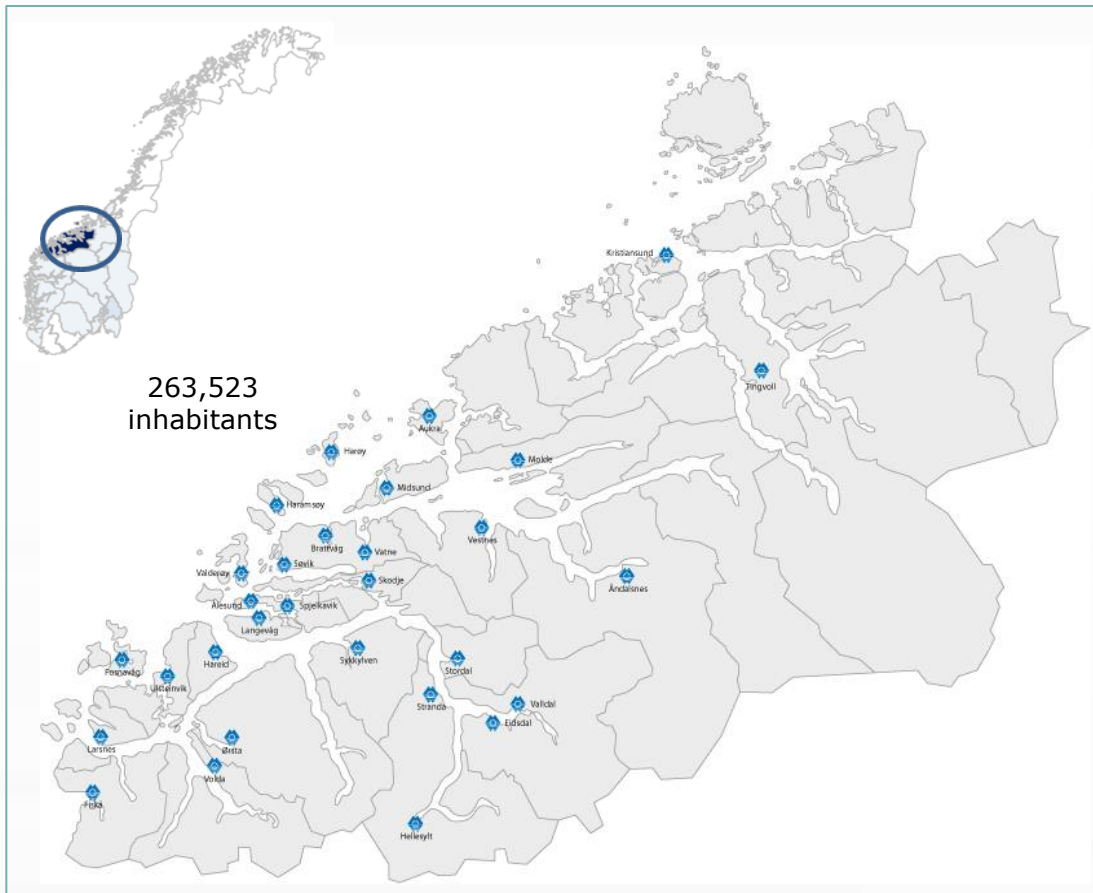 263,523
inhabitants
Kristiansund
Tingvoll
Aukra
Harøy
Molde
Midsund
Haramsøy
Vestnes
Brattvåg
Vatne
Søvik
Valderøy
Skodje
Åndalsnes
Ålesund
Spjelkavik
Langevåg
Hareid
Sykkylven
Stordal
Fosnavåg
Ulsteinvik
Stranda
Valldal
Eidsdal
Larsnes
Ørsta
Volda
Fiskå
Hellesylt